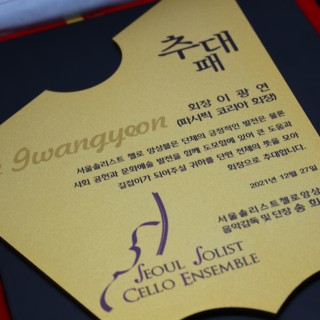 추대
패
회장 이 광 연
gwangyeon
(피시릭 코리아 회장)
서울솔리스트 첼로 앙상블은 단체의 긍정적인 발전은 물론
사회 공헌과 문화예술 발전을 함께 도모함에 있어 큰 도움과
길잡이가 되어주실 귀하를 단원 전체의 뜻을 모아
회장으로 추대합니다.
2021년 12월 27일
서울솔리스트 첼로앙상
음악감독 및 단장 송 희
SEOUL SOLIST
CELLO ENSEMBLE